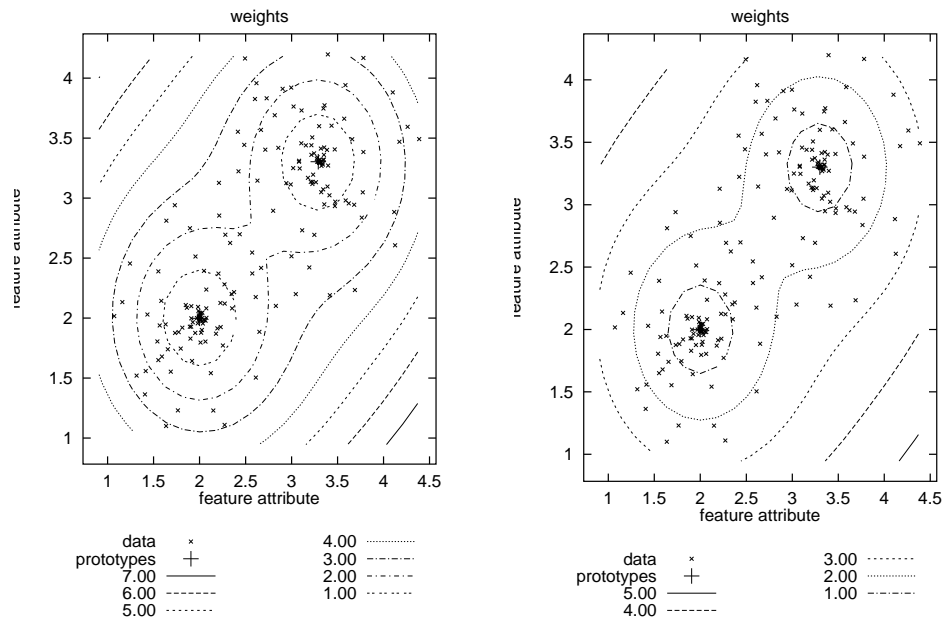 weights
4
3.5
3
2.5
2
1.5
1
1 1.5 2 2.5 3 3.5 4 4.5
feature attribute
feature attribute
data
prototypes
7.00
6.00
5.00
4.00
3.00
2.00
1.00
weights
4
3.5
3
2.5
2
1.5
1
1 1.5 2 2.5 3 3.5 4 4.5
feature attribute
feature attribute
data
prototypes
5.00
4.00
3.00
2.00
1.00